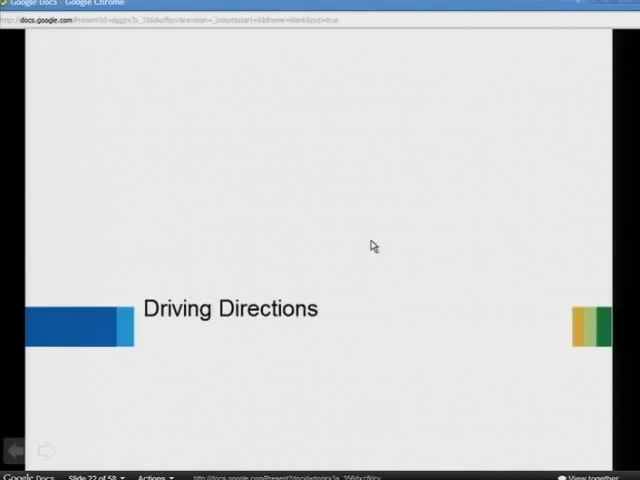 Google Docs - Google Chrome
Driving Directions
Google Docs Slide 22 of 58 Actions View together